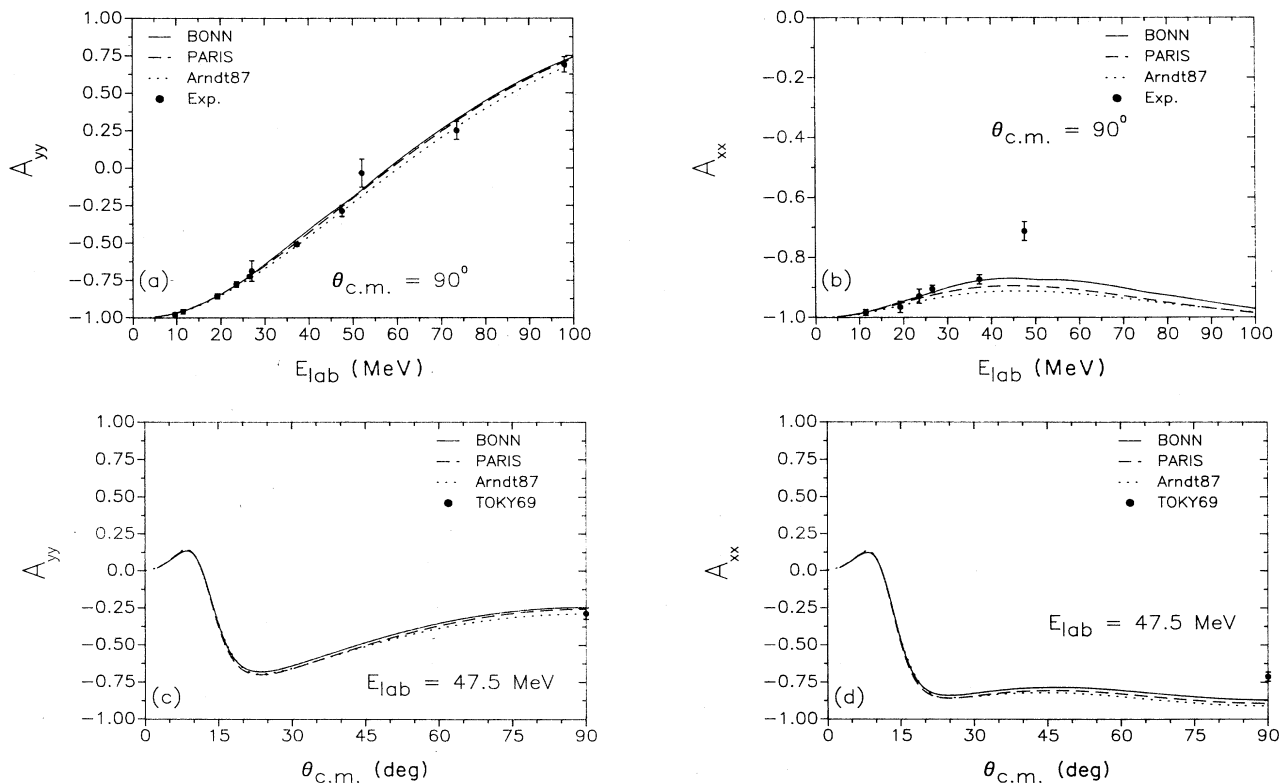 1.00
0.75
0.50
0.25
0.0
−0.25
−0.50
−0.75
−1.00
A_yy
BONN
PARIS
Arndt87
Exp.
(a)
θ_c.m. = 90⁰
0 10 20 30 40 50 60 70 80 90 100
E_lab (MeV)
0.0
−0.2
−0.4
−0.6
−0.8
−1.0
A_xx
BONN
PARIS
Arndt87
Exp.
θ_c.m. = 90⁰
(b)
0 10 20 30 40 50 60 70 80 90 100
E_lab (MeV)
1.00
0.75
0.50
0.25
0.0
−0.25
−0.50
−0.75
−1.00
A_yy
BONN
PARIS
Arndt87
TOKY69
(c)
E_lab = 47.5 MeV
0 15 30 45 60 75 90
θ_c.m. (deg)
1.00
0.75
0.50
0.25
0.0
−0.25
−0.50
−0.75
−1.00
A_xx
BONN
PARIS
Arndt87
TOKY69
E_lab = 47.5 MeV
(d)
0 15 30 45 60 75 90
θ_c.m. (deg)